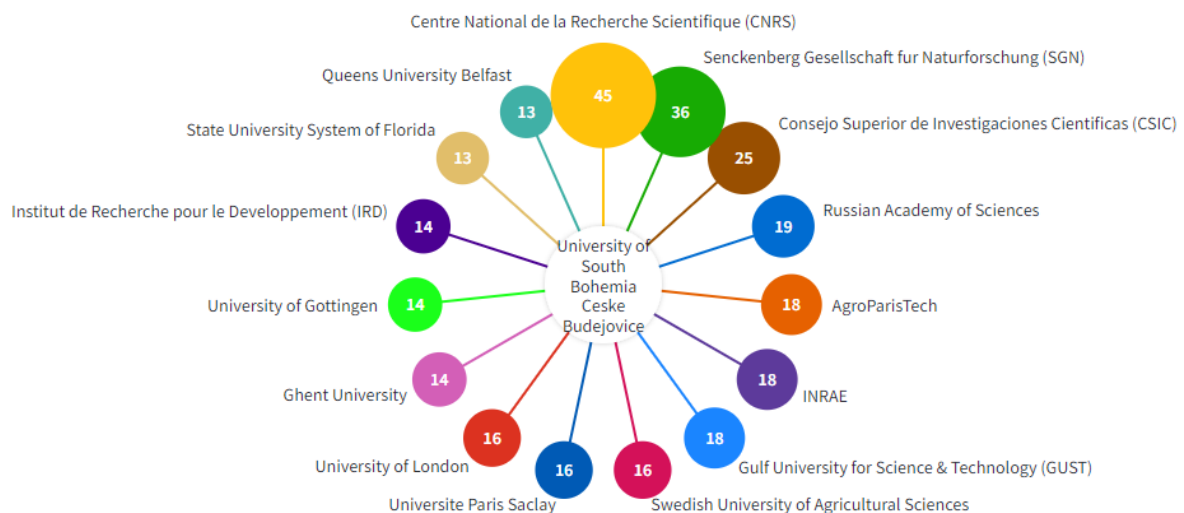 Centre National de la Recherche Scientifique (CNRS)
45
Senckenberg Gesellschaft fur Naturforschung (SGN)
36
Consejo Superior de Investigaciones Cientificas (CSIC)
25
Russian Academy of Sciences
19
AgroParisTech
18
INRAE
18
Gulf University for Science & Technology (GUST)
18
Swedish University of Agricultural Sciences
16
Universite Paris Saclay
16
University of London
16
Ghent University
14
University of Gottingen
14
Institut de Recherche pour le Developpement (IRD)
14
State University System of Florida
13
Queens University Belfast
13
University of
South
Bohemia
Ceske
Budejovice